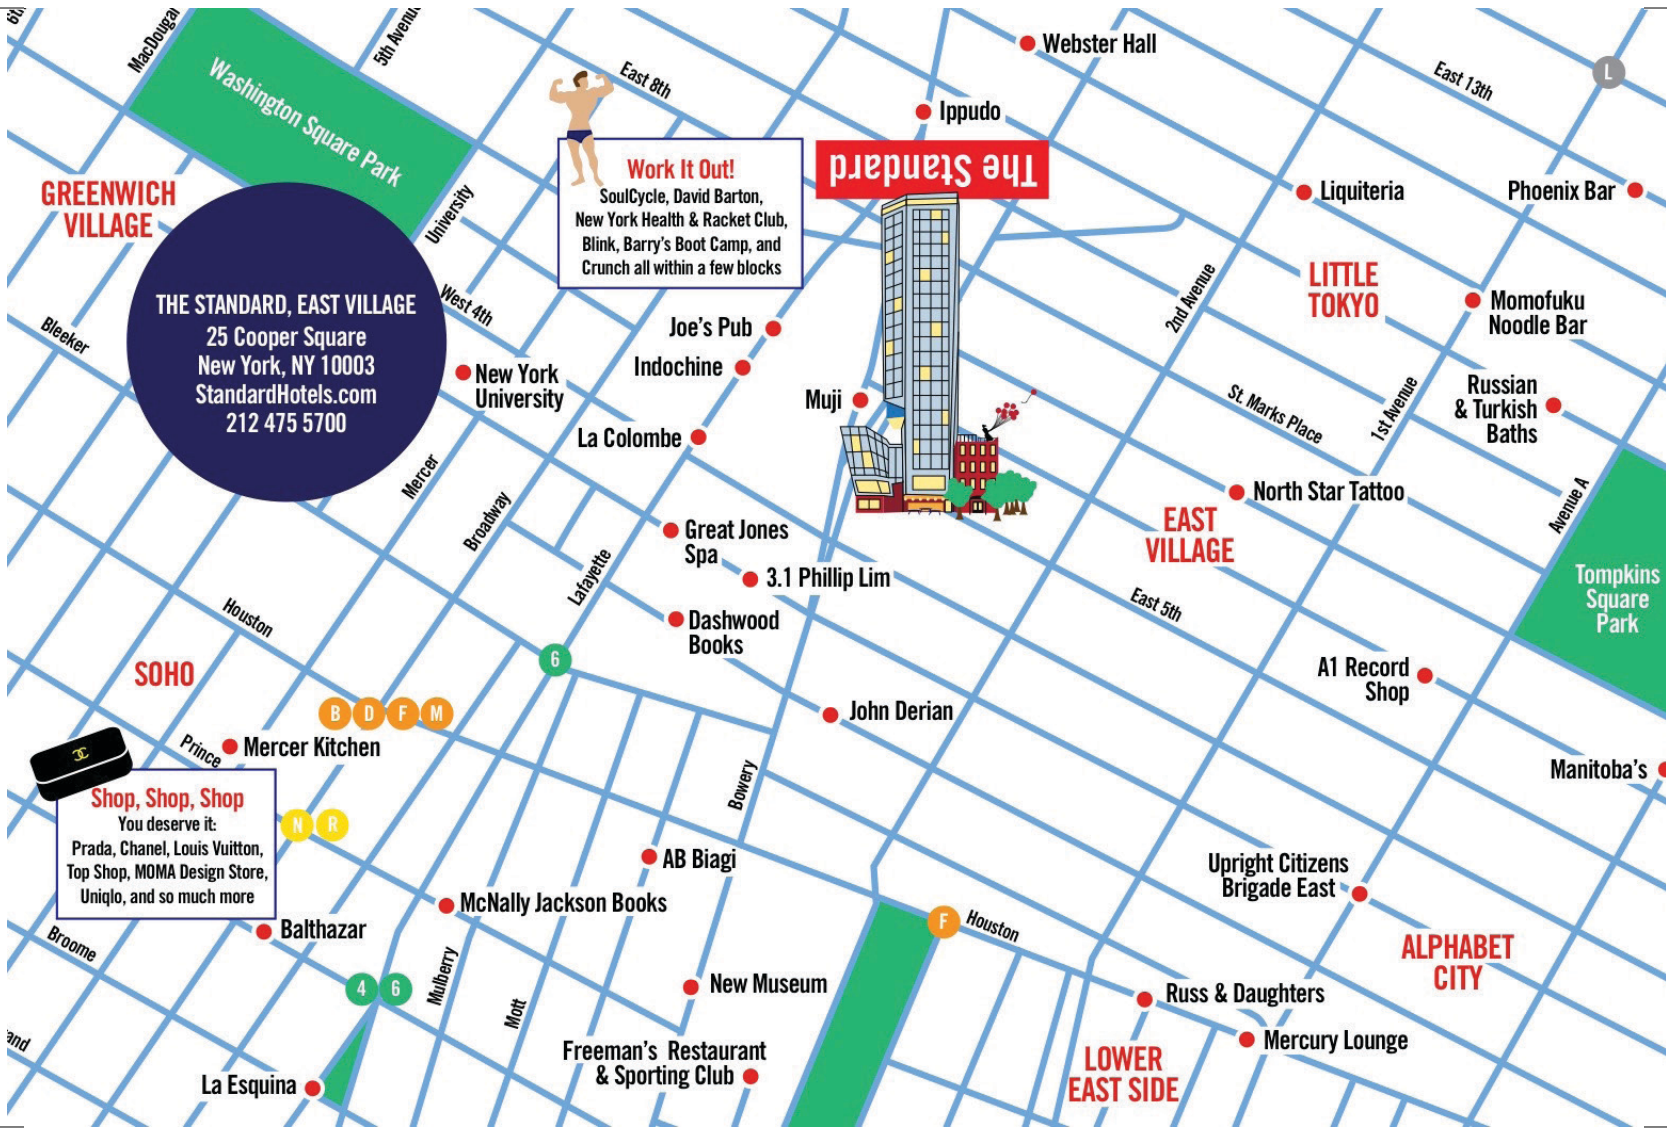 6th
MacDougal
5th Avenue
Washington Square Park
East 8th
Webster Hall
East 13th
L
Ippudo
The Standard
Work It Out!
SoulCycle, David Barton,
New York Health & Racket Club,
Blink, Barry's Boot Camp, and
Crunch all within a few blocks
GREENWICH
VILLAGE
University
Liquiteria
Phoenix Bar
THE STANDARD, EAST VILLAGE
25 Cooper Square
New York, NY 10003
StandardHotels.com
212 475 5700
West 4th
Bleeker
2nd Avenue
LITTLE
TOKYO
Momofuku
Noodle Bar
Joe's Pub
Indochine
New York
University
Muji
La Colombe
St. Marks Place
1st Avenue
Russian
& Turkish
Baths
Mercer
Broadway
Lafayette
North Star Tattoo
Avenue A
EAST
VILLAGE
Great Jones
Spa
3.1 Phillip Lim
Dashwood
Books
East 5th
Tompkins
Square
Park
Houston
SOHO
6
B D F M
A1 Record
Shop
John Derian
Prince
Mercer Kitchen
Manitoba's
Bowery
Shop, Shop, Shop
You deserve it:
Prada, Chanel, Louis Vuitton,
Top Shop, MOMA Design Store,
Uniqlo, and so much more
N R
AB Biagi
Upright Citizens
Brigade East
McNally Jackson Books
Balthazar
Broome
F
Houston
ALPHABET
CITY
4 6
Mulberry
Mott
New Museum
Russ & Daughters
Mercury Lounge
and
Freeman's Restaurant
& Sporting Club
La Esquina
LOWER
EAST SIDE